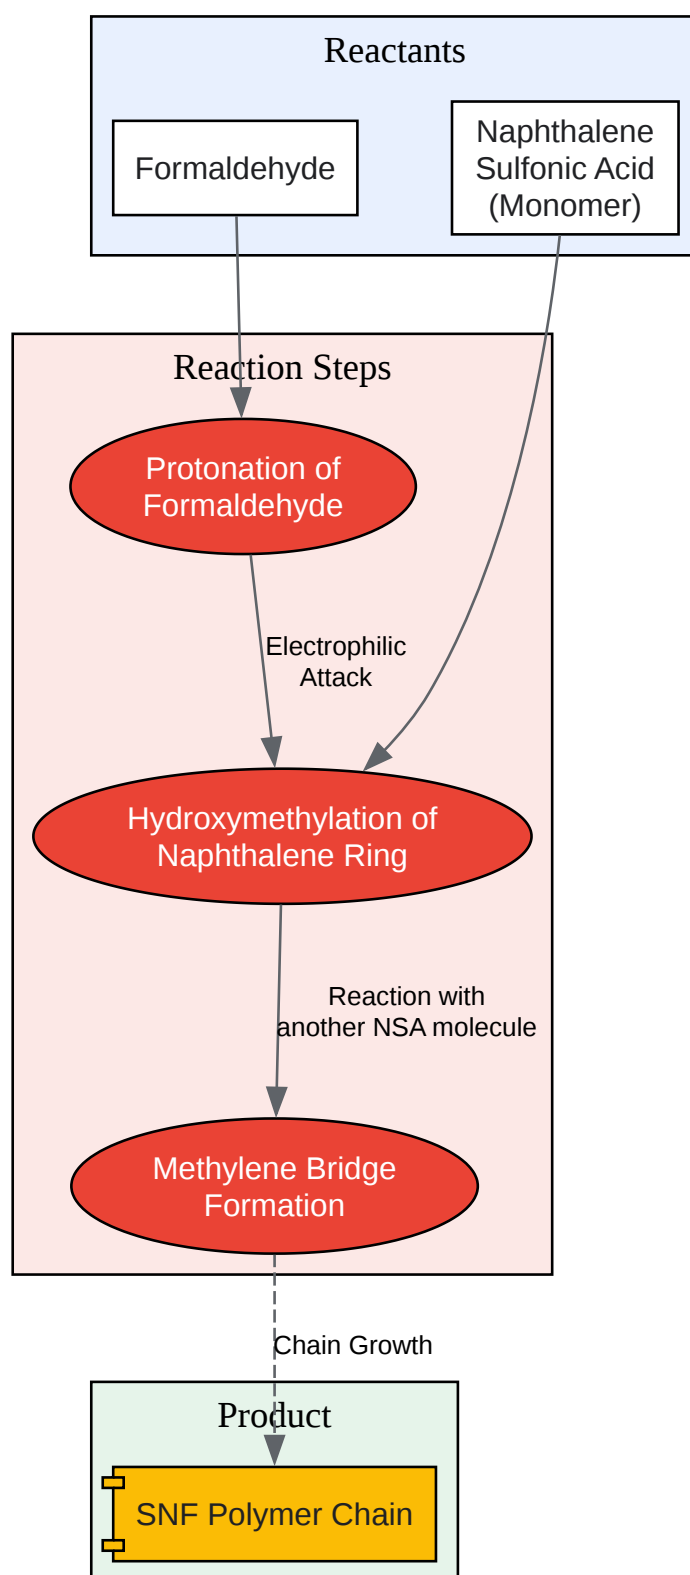 Reactants
Formaldehyde
Naphthalene
Sulfonic Acid
(Monomer)
Reaction Steps
Protonation of
Formaldehyde
Electrophilic
Attack
Hydroxymethylation of
Naphthalene Ring
Reaction with
another NSA molecule
Methylene Bridge
Formation
Chain Growth
Product
SNF Polymer Chain